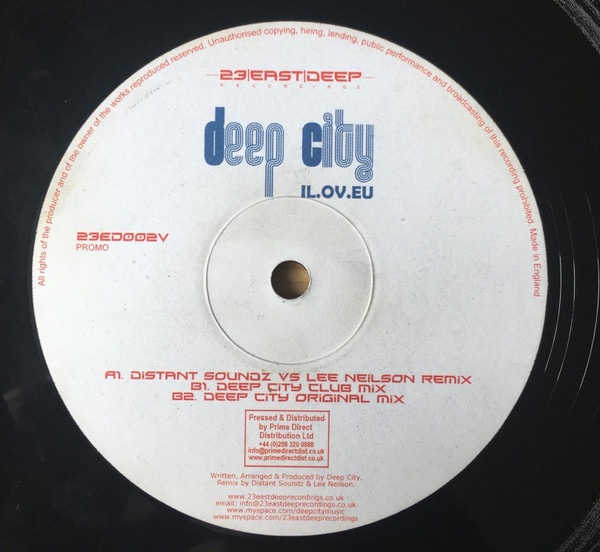 All rights of the producer and of the owner of the works reproduced reserved. Unauthorised copying, hiring, lending, public performance and broadcasting of this recording prohibited. Made in England.
23|EAST|DEEP
RECORDINGS
deep city
IL.OV.EU
23ED002V
PROMO
A1. DISTANT SOUNDZ VS LEE NEILSON REMIX
B1. DEEP CITY CLUB MIX
B2. DEEP CITY ORIGINAL MIX
Pressed & Distributed
by Prime Direct
Distribution Ltd
+44 (0)208 320 0888
info@primedirectdist.co.uk
www.primedirectdist.co.uk
Written, Arranged & Produced by Deep City.
Remix by Distant Soundz & Lee Neilson.
www.23eastdeeprecordings.co.uk
email: info@23eastdeeprecordings.co.uk
www.myspace.com/deepcitymusic
www.myspace.com/23eastdeeprecordings